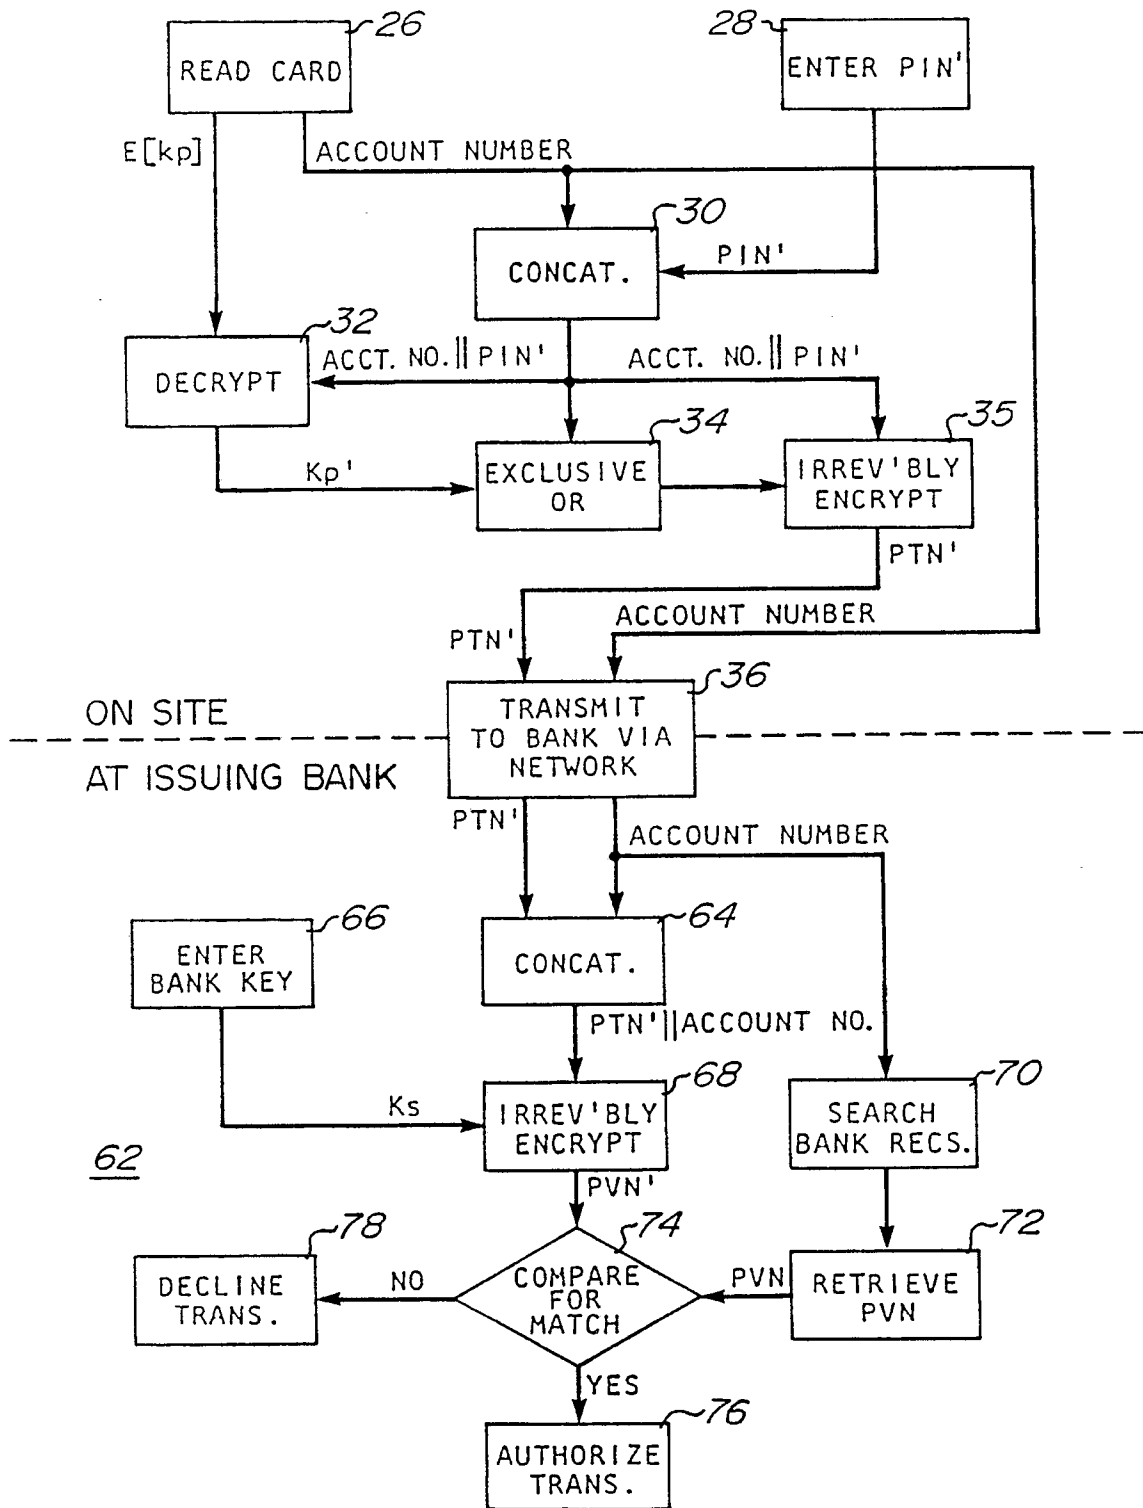 26
28
READ CARD
ENTER PIN'
E[kp]
ACCOUNT NUMBER
30
CONCAT.
PIN'
32
DECRYPT
ACCT. NO.||PIN'
ACCT. NO.||PIN'
34
35
Kp'
EXCLUSIVE
OR
IRREV'BLY
ENCRYPT
PTN'
ACCOUNT NUMBER
PTN'
36
TRANSMIT
TO BANK VIA
NETWORK
ON SITE
AT ISSUING BANK
PTN'
ACCOUNT NUMBER
66
64
ENTER
BANK KEY
CONCAT.
PTN'||ACCOUNT NO.
68
70
Ks
IRREV'BLY
ENCRYPT
SEARCH
BANK RECS.
62
PVN'
78
74
72
DECLINE
TRANS.
NO
COMPARE
FOR
MATCH
PVN
RETRIEVE
PVN
YES
76
AUTHORIZE
TRANS.